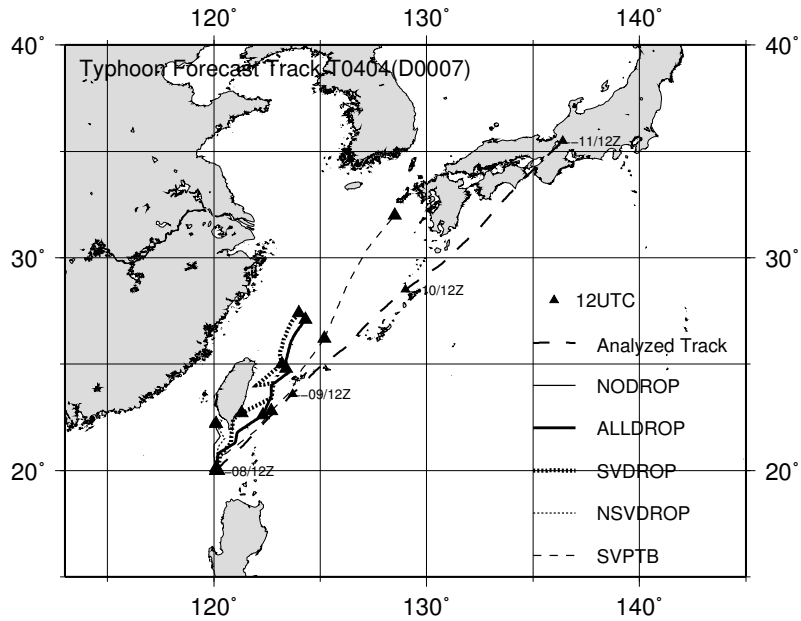 120° 130° 140°
40° 40°
Typhoon Forecast Track T0404(D0007)
11/12Z
30° 30°
10/12Z
12UTC
Analyzed Track
NODROP
09/12Z
ALLDROP
20° 08/12Z SVDROP 20°
NSVDROP
SVPTB
120° 130° 140°